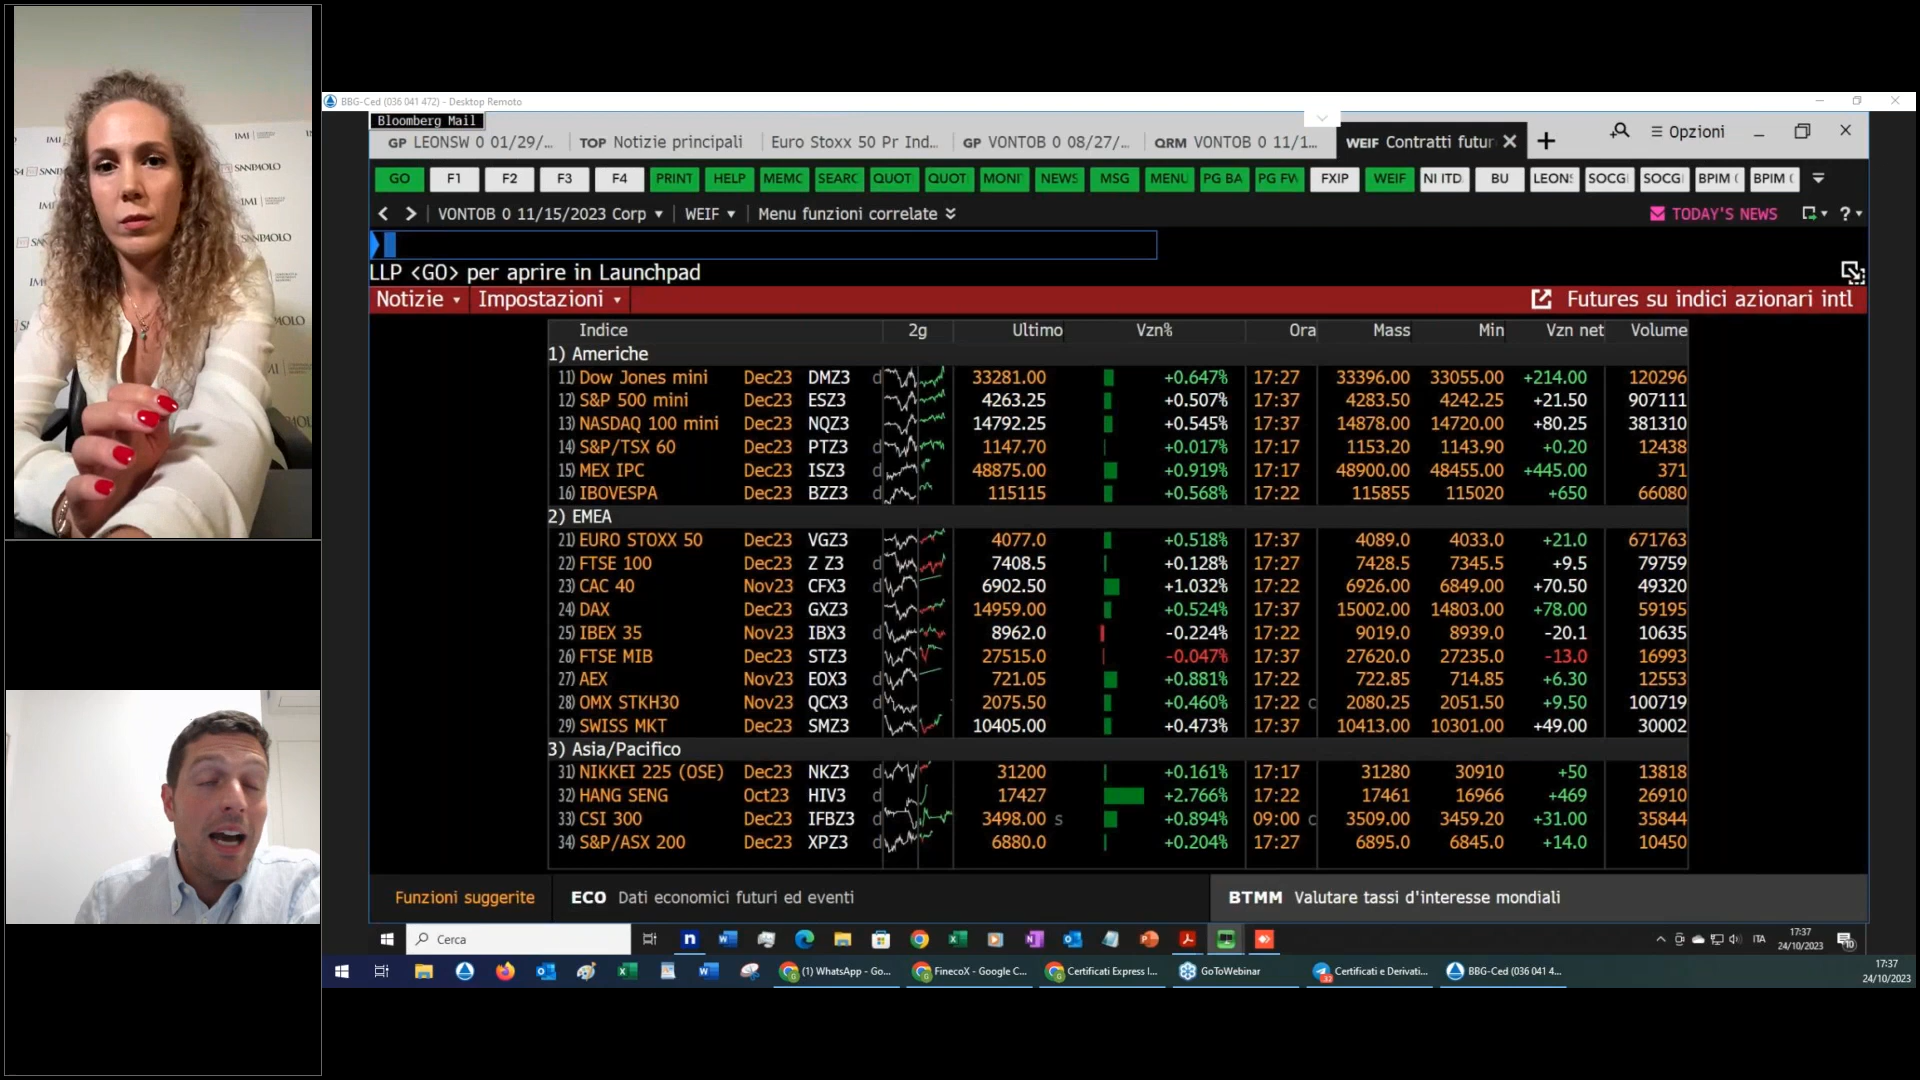 IMI
SANPAOLO
BBG-Ced (036 041 472) - Desktop Remoto
Bloomberg Mail
GP LEONSW 0 01/29/... TOP Notizie principali Euro Stoxx 50 Pr Ind... GP VONTOB 0 08/27/... QRM VONTOB 0 11/1... WEIF Contratti futur
Opzioni
GO F1 F2 F3 F4 PRINT HELP MEMO SEARC QUOT QUOT MONI NEWS MSG MENU PG BA PG FW FXIP WEIF NI ITD BU LEON SOCG SOCG BPIM BPIM
VONTOB 0 11/15/2023 Corp WEIF Menu funzioni correlate TODAY'S NEWS ?
LLP <GO> per aprire in Launchpad
Notizie Impostazioni Futures su indici azionari intl
Indice 2g Ultimo Vzn% Ora Mass Min Vzn net Volume
1) Americhe
11) Dow Jones mini Dec23 DMZ3 d 33281.00 +0.647% 17:27 33396.00 33055.00 +214.00 120296
12) S&P 500 mini Dec23 ESZ3 4263.25 +0.507% 17:37 4283.50 4242.25 +21.50 907111
13) NASDAQ 100 mini Dec23 NQZ3 14792.25 +0.545% 17:37 14878.00 14720.00 +80.25 381310
14) S&P/TSX 60 Dec23 PTZ3 d 1147.70 +0.017% 17:17 1153.20 1143.90 +0.20 12438
15) MEX IPC Dec23 ISZ3 d 48875.00 +0.919% 17:17 48900.00 48455.00 +445.00 371
16) IBOVESPA Dec23 BZZ3 d 115115 +0.568% 17:22 115855 115020 +650 66080
2) EMEA
21) EURO STOXX 50 Dec23 VGZ3 4077.0 +0.518% 17:37 4089.0 4033.0 +21.0 671763
22) FTSE 100 Dec23 Z Z3 d 7408.5 +0.128% 17:27 7428.5 7345.5 +9.5 79759
23) CAC 40 Nov23 CFX3 d 6902.50 +1.032% 17:22 6926.00 6849.00 +70.50 49320
24) DAX Dec23 GXZ3 14959.00 +0.524% 17:37 15002.00 14803.00 +78.00 59195
25) IBEX 35 Nov23 IBX3 d 8962.0 -0.224% 17:22 9019.0 8939.0 -20.1 10635
26) FTSE MIB Dec23 STZ3 27515.0 -0.047% 17:37 27620.0 27235.0 -13.0 16993
27) AEX Nov23 EOX3 d 721.05 +0.881% 17:22 722.85 714.85 +6.30 12553
28) OMX STKH30 Nov23 QCX3 d 2075.50 +0.460% 17:22 c 2080.25 2051.50 +9.50 100719
29) SWISS MKT Dec23 SMZ3 10405.00 +0.473% 17:37 10413.00 10301.00 +49.00 30002
3) Asia/Pacifico
31) NIKKEI 225 (OSE) Dec23 NKZ3 d 31200 +0.161% 17:17 31280 30910 +50 13818
32) HANG SENG Oct23 HIV3 d 17427 +2.766% 17:22 17461 16966 +469 26910
33) CSI 300 Dec23 IFBZ3 d 3498.00 s +0.894% 09:00 c 3509.00 3459.20 +31.00 35844
34) S&P/ASX 200 Dec23 XPZ3 d 6880.0 +0.204% 17:27 6895.0 6845.0 +14.0 10450
Funzioni suggerite ECO Dati economici futuri ed eventi BTMM Valutare tassi d'interesse mondiali
Cerca ITA 17:37
24/10/2023
(1) WhatsApp - Go... FinecoX - Google C... Certificati Express I... GoToWebinar Certificati e Derivati... BBG-Ced (036 041 4... 17:37
24/10/2023